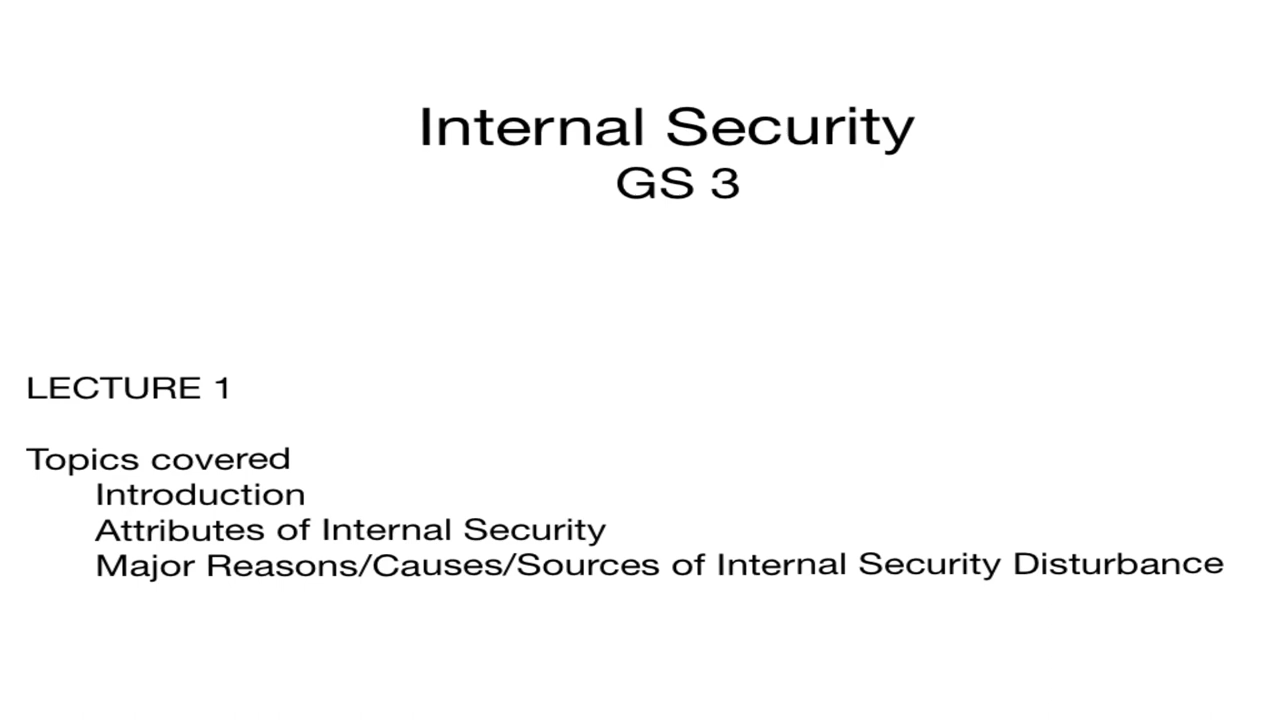 Internal Security
GS 3
LECTURE 1
Topics covered
Introduction
Attributes of Internal Security
Major Reasons/Causes/Sources of Internal Security Disturbance